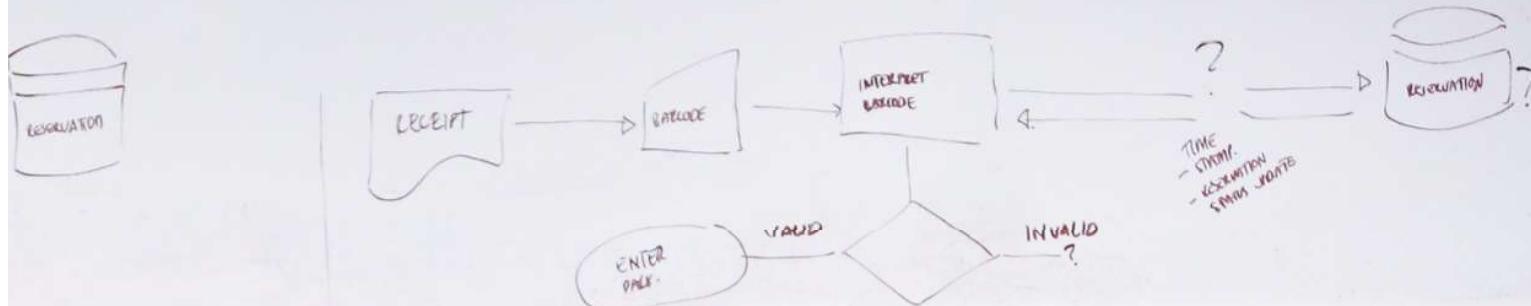 RESERVATION
RECEIPT
BARCODE
INTERPRET
BARCODE
?
RESERVATION
?
TIME
- STAMP.
- RESERVATION
STATUS UPDATE
VALID
INVALID
?
ENTER
PARK.